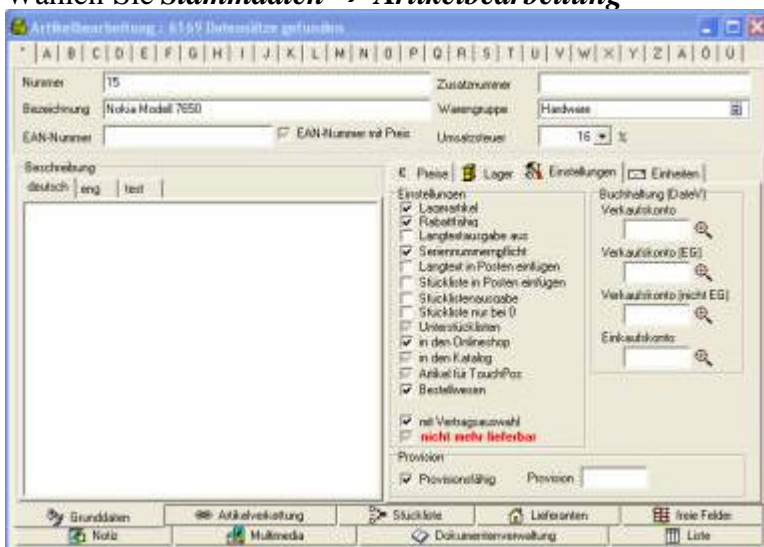 Wählen Sie Stammdaten -> Artikelbearbeitung
Artikelbearbeitung : 6169 Datensätze gefunden
* A B C D E F G H I J K L M N O P Q R S T U V W X Y Z Ä Ö Ü
Nummer 15 Zusatznummer
Bezeichnung Nokia Modell 7650 Warengruppe Hardware
EAN-Nummer EAN-Nummer mit Preis Umsatzsteuer 16 %
Beschreibung
deutsch eng test
€ Preise Lager Einstellungen Einheiten
Einstellungen
Lagerartikel
Rabattfähig
Langtextausgabe aus
Seriennummernpflicht
Langtext in Posten einfügen
Stückliste in Posten einfügen
Stücklistenausgabe
Stückliste nur bei 0
Unterstücklisten
in den Onlineshop
in den Katalog
Artikel für TouchPos
Bestellwesen
mit Vertragsauswahl
nicht mehr lieferbar
Buchhaltung (DateV)
Verkaufskonto
Verkaufskonto (EG)
Verkaufskonto (nicht EG)
Einkaufskonto
Provision
Provisionsfähig Provision
Grunddaten Artikelverkettung Stückliste Lieferanten freie Felder
Notiz Multimedia Dokumentenverwaltung Liste